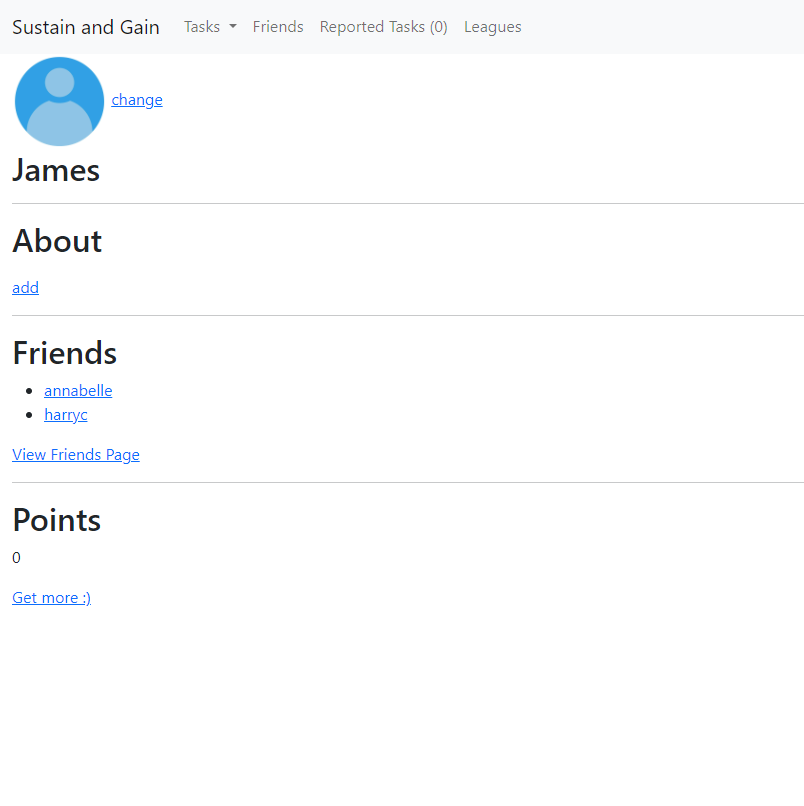 Sustain and Gain Tasks Friends Reported Tasks (0) Leagues
change
James
About
add
Friends
annabelle
harryc
View Friends Page
Points
0
Get more :)